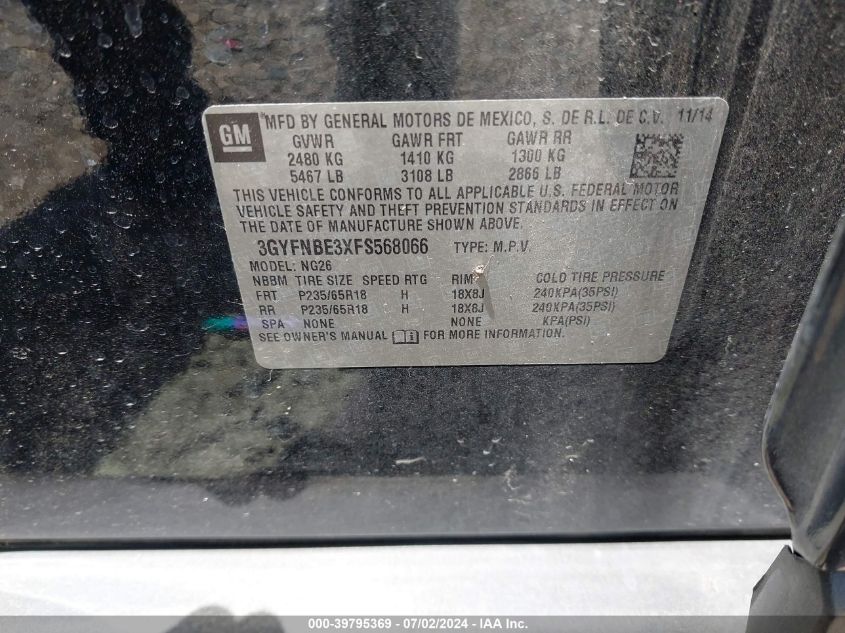 GM
MFD BY GENERAL MOTORS DE MEXICO, S. DE R.L. DE C.V. 11/14
GVWR GAWR FRT GAWR RR
2480 KG 1410 KG 1300 KG
5467 LB 3108 LB 2866 LB
THIS VEHICLE CONFORMS TO ALL APPLICABLE U.S. FEDERAL MOTOR
VEHICLE SAFETY AND THEFT PREVENTION STANDARDS IN EFFECT ON
THE DATE OF MANUFACTURE SHOWN ABOVE.
3GYFNBE3XFS568066 TYPE: M.P.V.
MODEL: NG26
NBBM TIRE SIZE SPEED RTG RIM COLD TIRE PRESSURE
FRT P235/65R18 H 18X8J 240KPA(35PSI)
RR P235/65R18 H 18X8J 240KPA(35PSI)
SPA NONE NONE KPA(PSI)
SEE OWNER'S MANUAL FOR MORE INFORMATION.
000-39795369 - 07/02/2024 - IAA Inc.